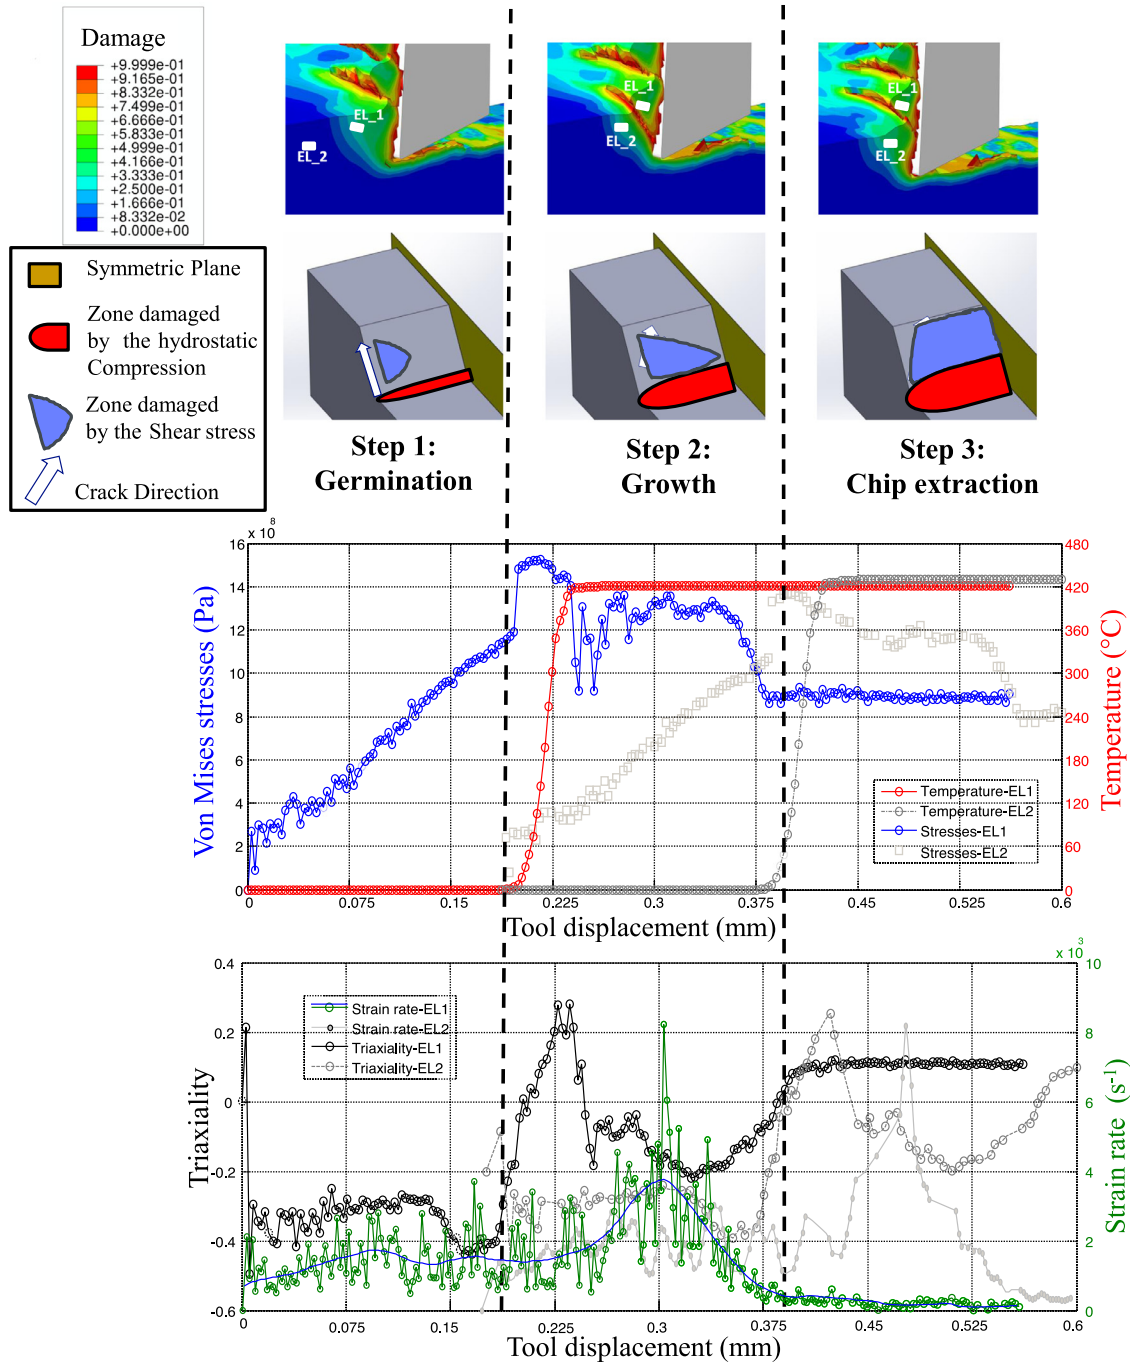 Damage
+9.999e-01
+9.165e-01
+8.332e-01
+7.499e-01
+6.666e-01
+5.833e-01
+4.999e-01
+4.166e-01
+3.333e-01
+2.500e-01
+1.666e-01
+8.332e-02
+0.000e+00
EL_1
EL_2
EL_1
EL_2
EL_1
EL_2
Symmetric Plane
Zone damaged
by the hydrostatic
Compression
Zone damaged
by the Shear stress
Crack Direction
Step 1:
Germination
Step 2:
Growth
Step 3:
Chip extraction
x 10^8
16
14
12
10
8
6
4
2
0
Von Mises stresses (Pa)
480
420
360
300
240
180
120
60
0
Temperature (°C)
Temperature-EL1
Temperature-EL2
Stresses-EL1
Stresses-EL2
0
0.075
0.15
0.225
0.3
0.375
0.45
0.525
0.6
Tool displacement (mm)
x 10^3
0.4
0.2
0
-0.2
-0.4
-0.6
Triaxiality
10
8
6
4
2
0
Strain rate (s^-1)
Strain rate-EL1
Strain rate-EL2
Triaxiality-EL1
Triaxiality-EL2
0
0.075
0.15
0.225
0.3
0.375
0.45
0.525
0.6
Tool displacement (mm)